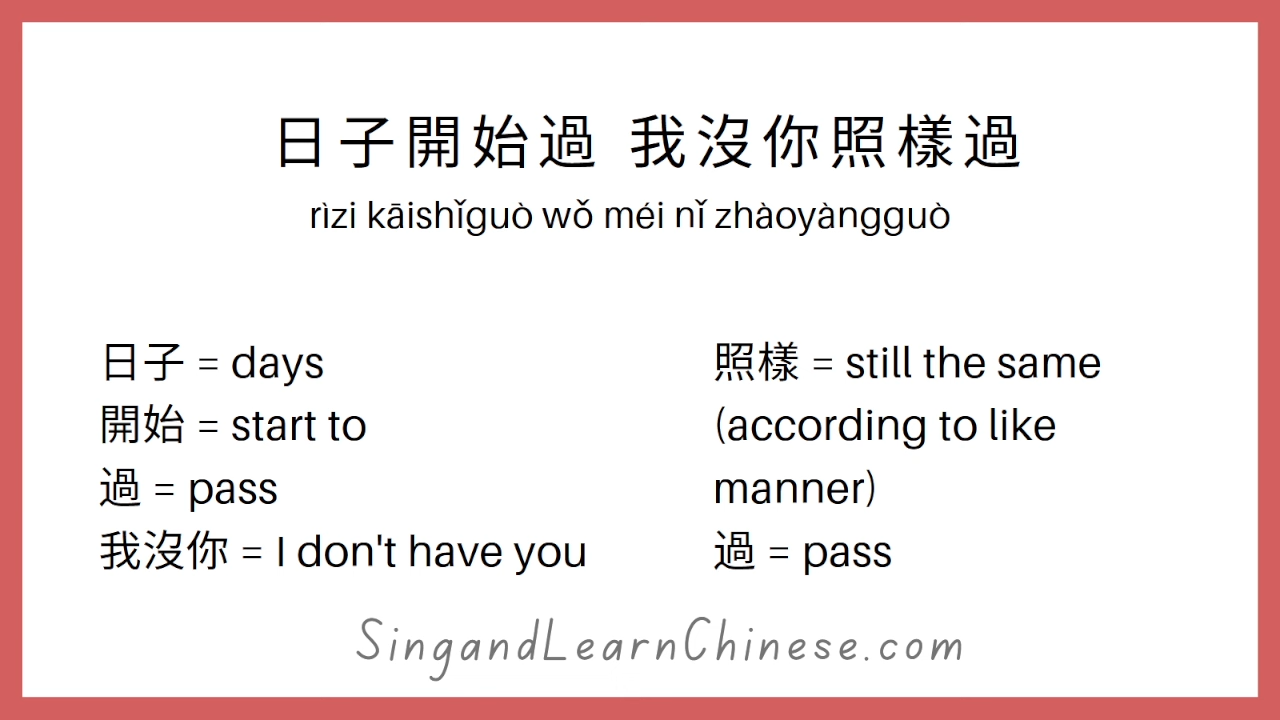 日子開始過 我沒你照樣過
rìzi kāishǐguò wǒ méi nǐ zhàoyàngguò
日子 = days
開始 = start to
過 = pass
我沒你 = I don't have you
照樣 = still the same
(according to like
manner)
過 = pass
SingandLearnChinese.com